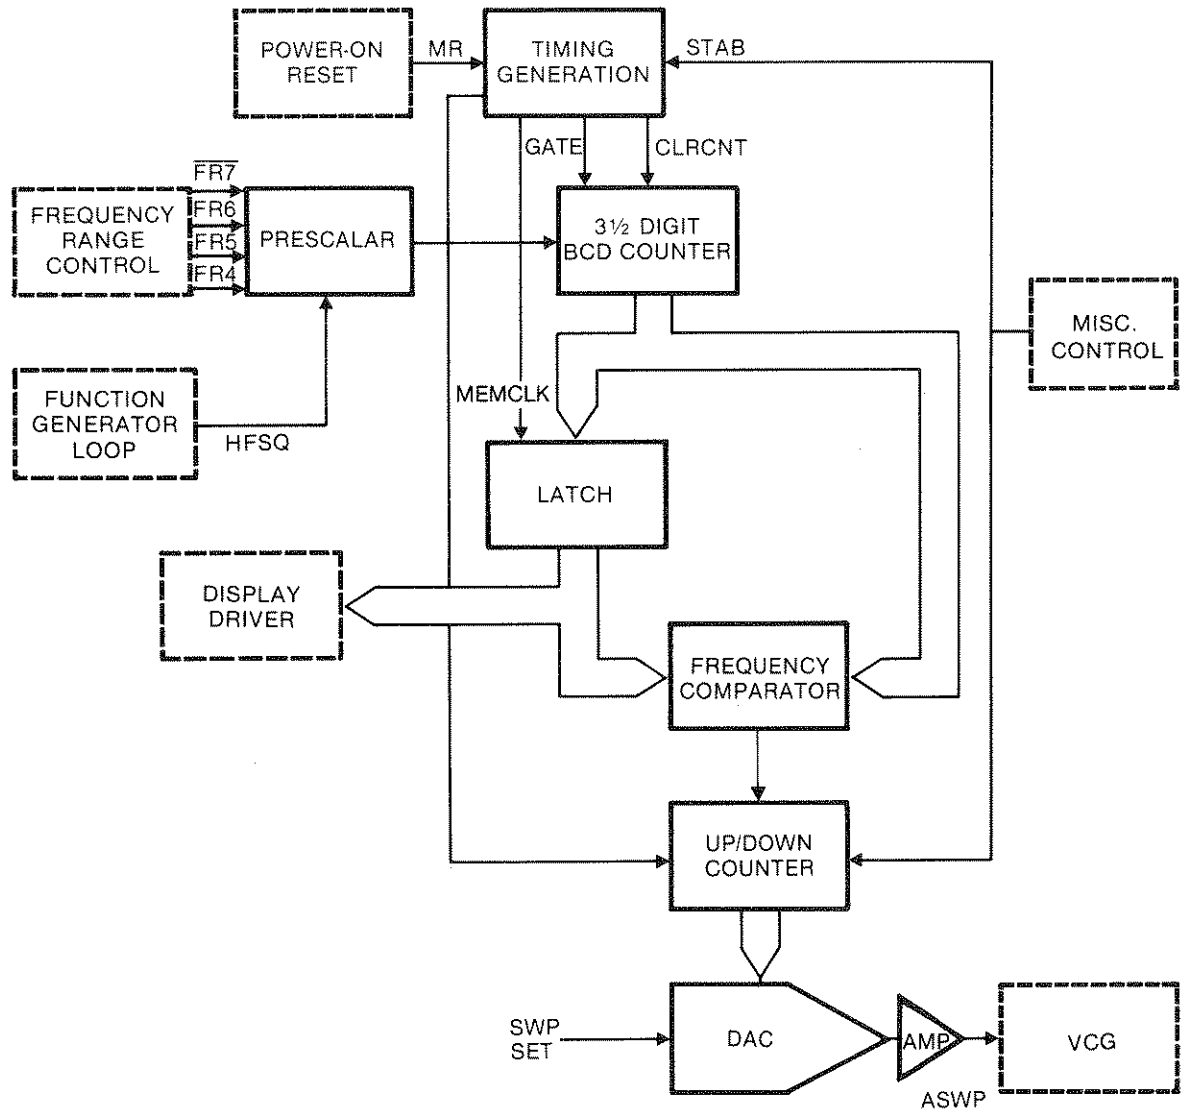 POWER-ON
RESET
MR
TIMING
GENERATION
STAB
GATE
CLRCNT
FREQUENCY
RANGE
CONTROL
FR7
FR6
FR5
FR4
PRESCALAR
3½ DIGIT
BCD COUNTER
MISC.
CONTROL
FUNCTION
GENERATOR
LOOP
HFSQ
MEMCLK
LATCH
DISPLAY
DRIVER
FREQUENCY
COMPARATOR
UP/DOWN
COUNTER
SWP
SET
DAC
AMP
ASWP
VCG